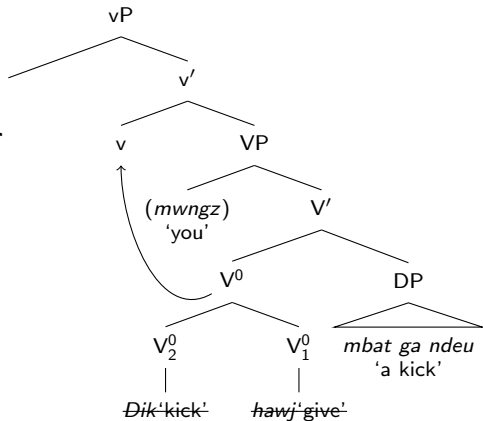 vP
v′
v VP
(mwngz)
‘you’
V′
V⁰ DP
V⁰₂ V⁰₁ mbat ga ndeu
‘a kick’
Dik‘kick’ hawj‘give’